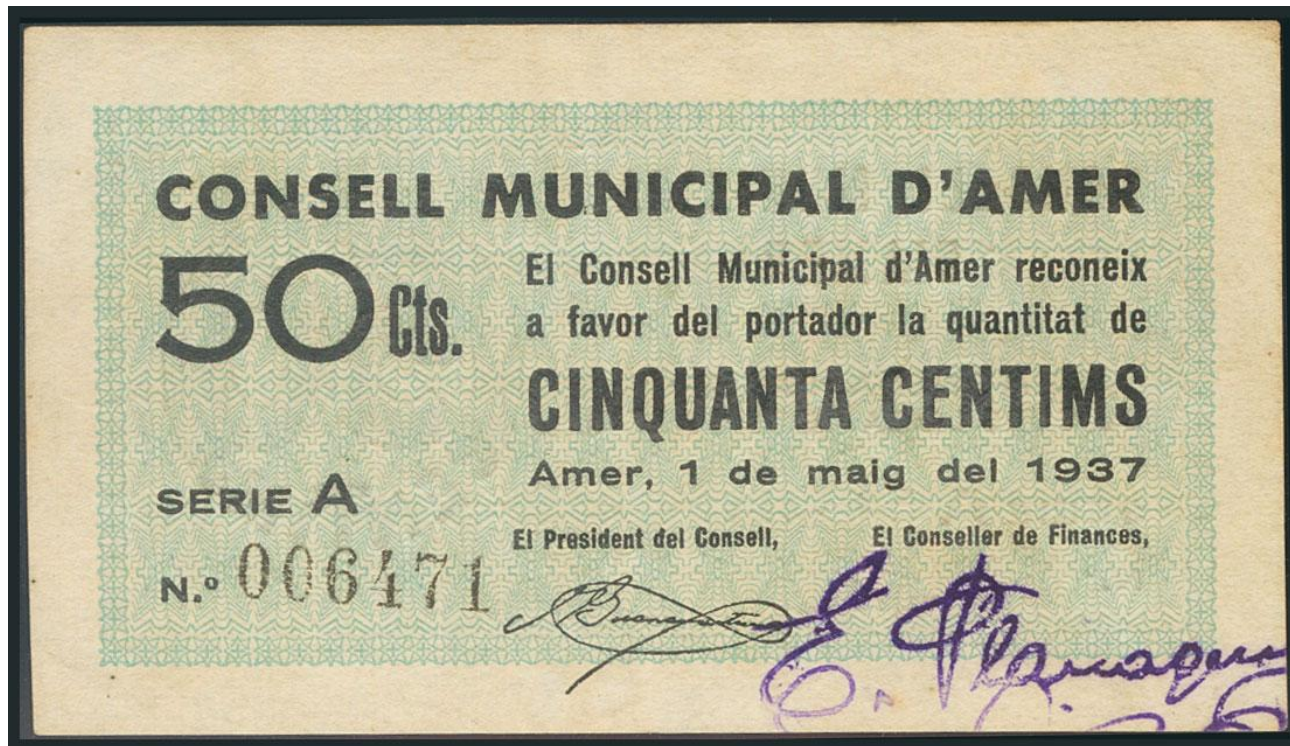 CONSELL MUNICIPAL D'AMER
50 Cts.
El Consell Municipal d'Amer reconeix
a favor del portador la quantitat de
CINQUANTA CENTIMS
Amer, 1 de maig del 1937
SERIE A
El President del Consell, El Conseller de Finances,
N.º 006471